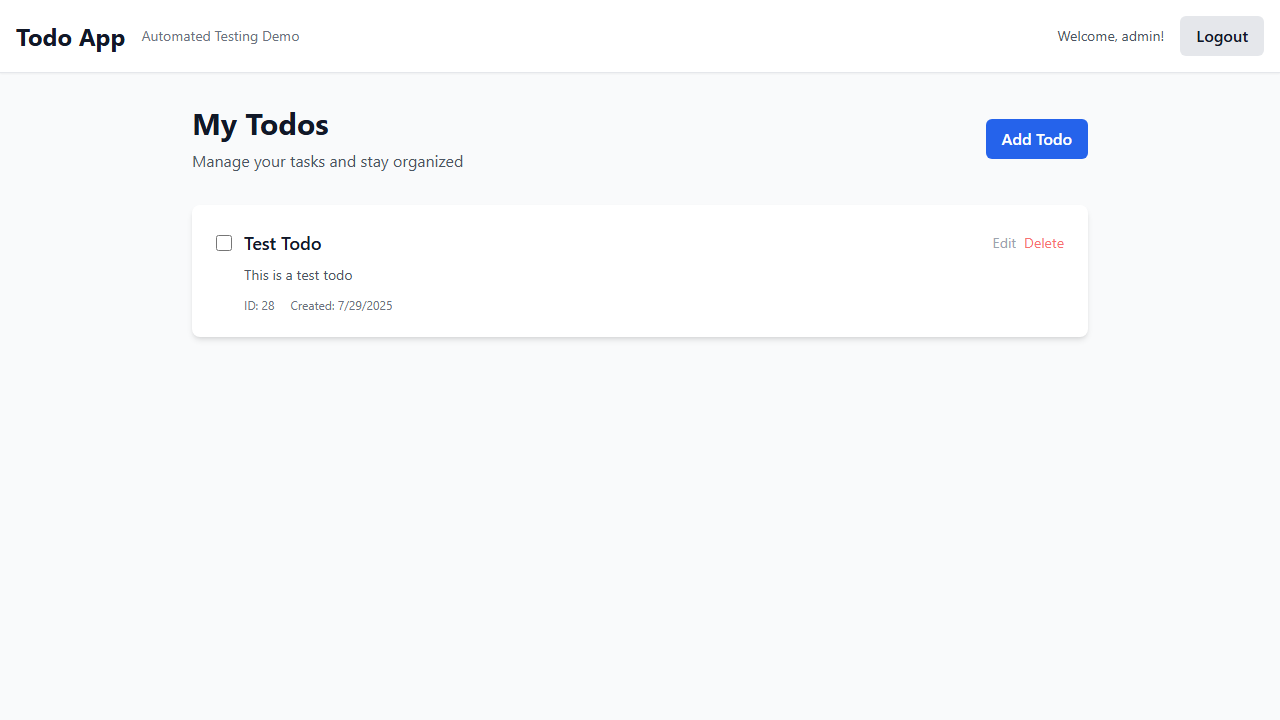 Todo App Automated Testing Demo Welcome, admin! Logout
My Todos
Manage your tasks and stay organized
Add Todo
Test Todo Edit Delete
This is a test todo
ID: 28 Created: 7/29/2025